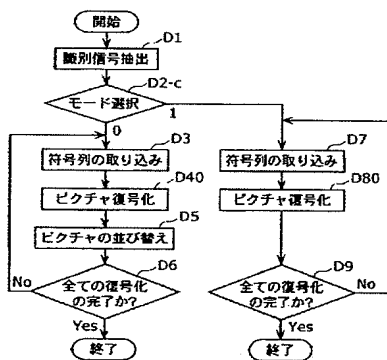 開始
D1
識別信号抽出
D2-c
モード選択
0
1
D3
符号列の取り込み
D40
ピクチャ復号化
D5
ピクチャの並び替え
D6
全ての復号化
の完了か?
No
Yes
終了
D7
符号列の取り込み
D80
ピクチャ復号化
D9
全ての復号化
の完了か?
No
Yes
終了